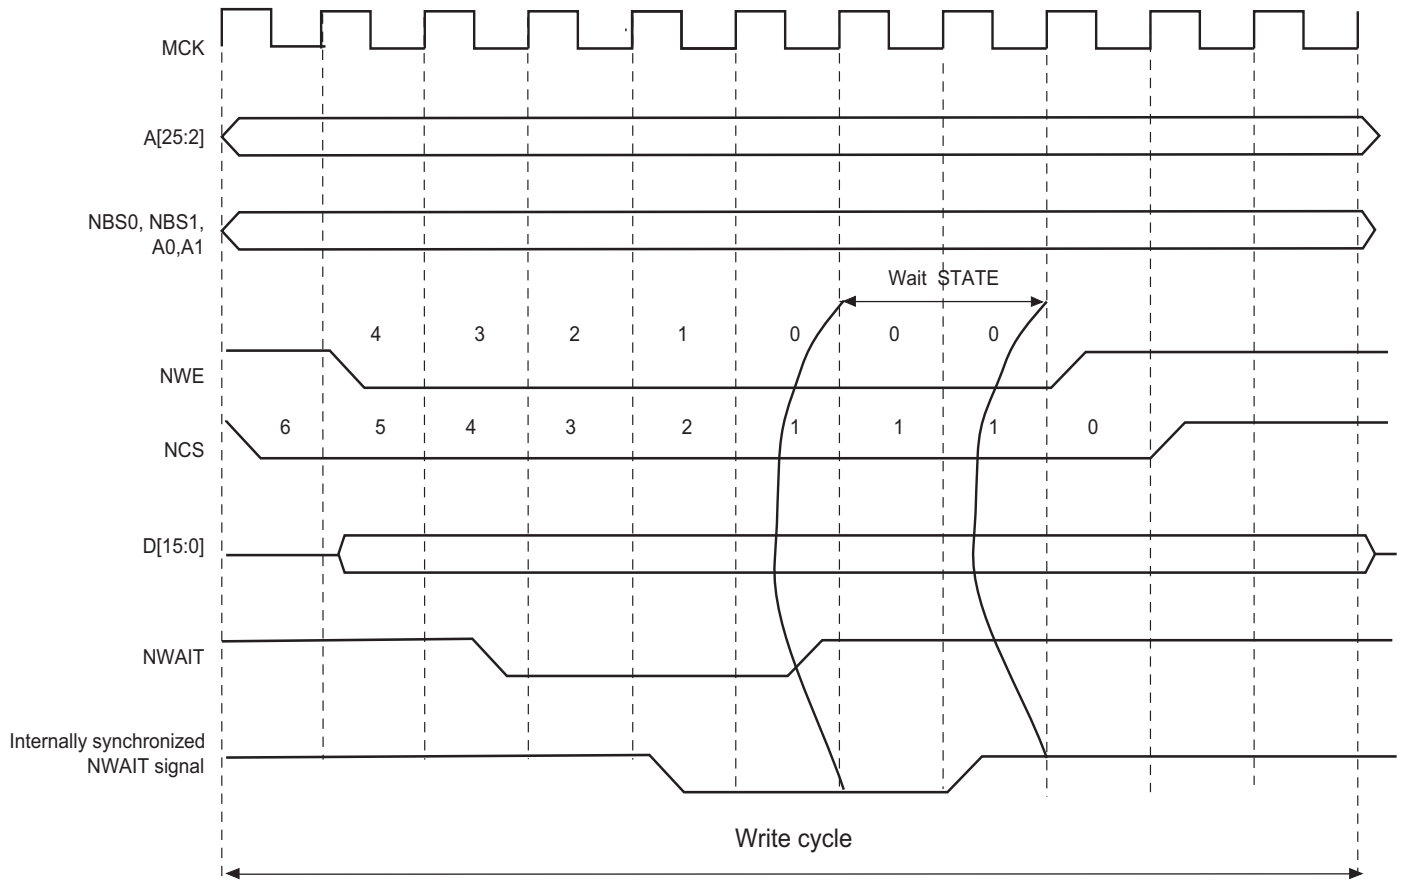 MCK
A[25:2]
NBS0, NBS1,
A0,A1
Wait STATE
4 3 2 1 0 0 0
NWE
6 5 4 3 2 1 1 1 0
NCS
D[15:0]
NWAIT
Internally synchronized
NWAIT signal
Write cycle